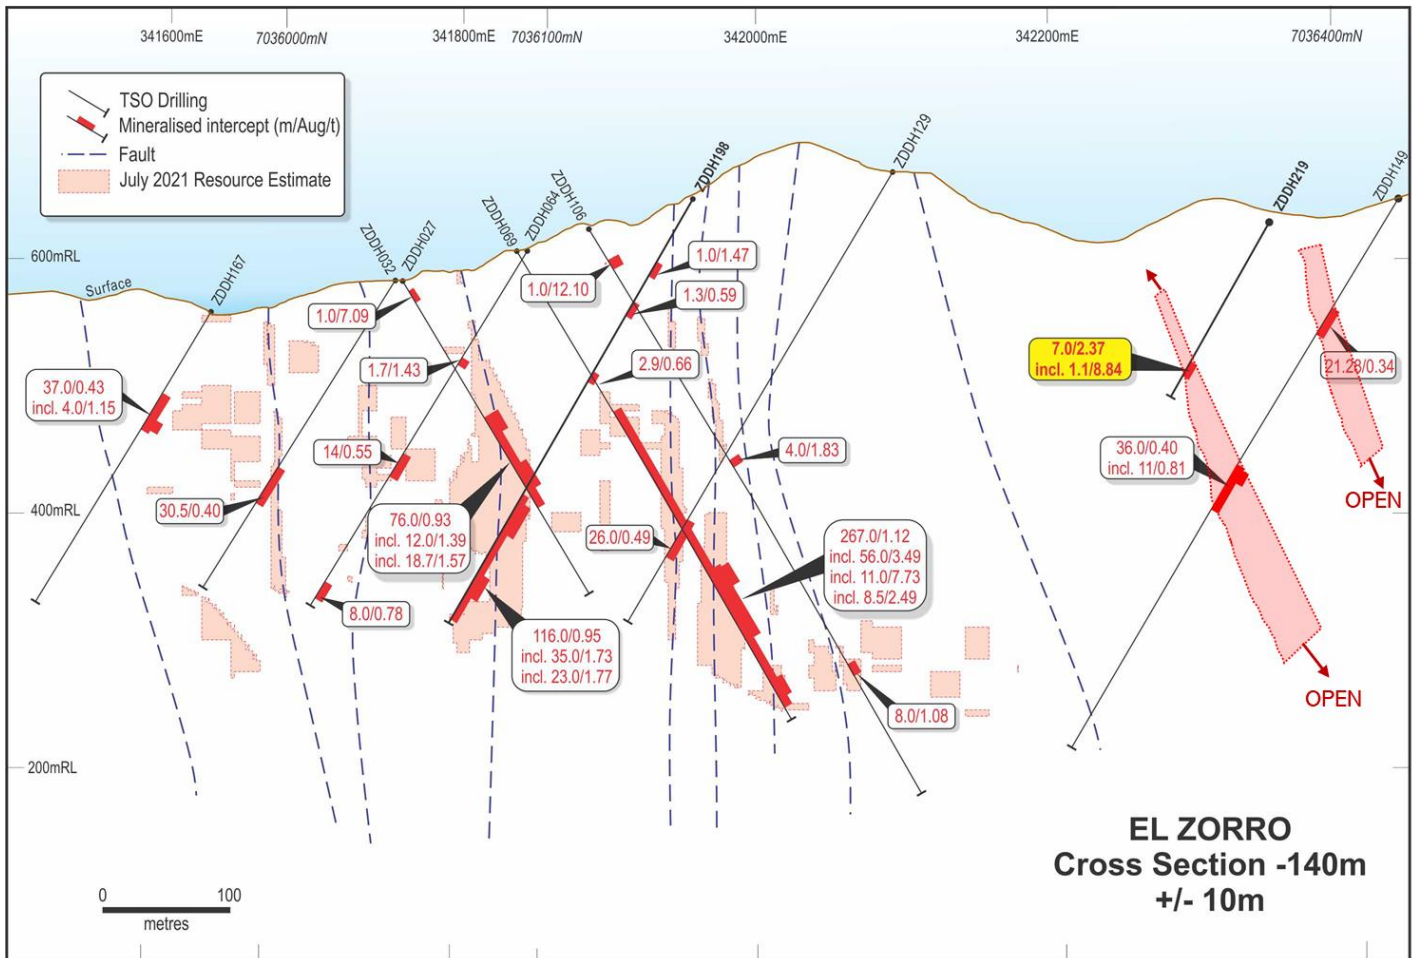 341600mE
7036000mN
341800mE
7036100mN
342000mE
342200mE
7036400mN
TSO Drilling
Mineralised intercept (m/Aug/t)
Fault
July 2021 Resource Estimate
ZDDH167
ZDDH032
ZDDH027
ZDDH069
ZDDH064
ZDDH106
ZDDH198
ZDDH129
ZDDH219
ZDDH149
600mRL
Surface
1.0/7.09
1.0/12.10
1.0/1.47
1.3/0.59
1.7/1.43
2.9/0.66
7.0/2.37
incl. 1.1/8.84
21.28/0.34
37.0/0.43
incl. 4.0/1.15
14/0.55
4.0/1.83
36.0/0.40
incl. 11/0.81
OPEN
400mRL
30.5/0.40
76.0/0.93
incl. 12.0/1.39
incl. 18.7/1.57
26.0/0.49
267.0/1.12
incl. 56.0/3.49
incl. 11.0/7.73
incl. 8.5/2.49
8.0/0.78
116.0/0.95
incl. 35.0/1.73
incl. 23.0/1.77
8.0/1.08
OPEN
200mRL
EL ZORRO
Cross Section -140m
+/- 10m
0 100
metres